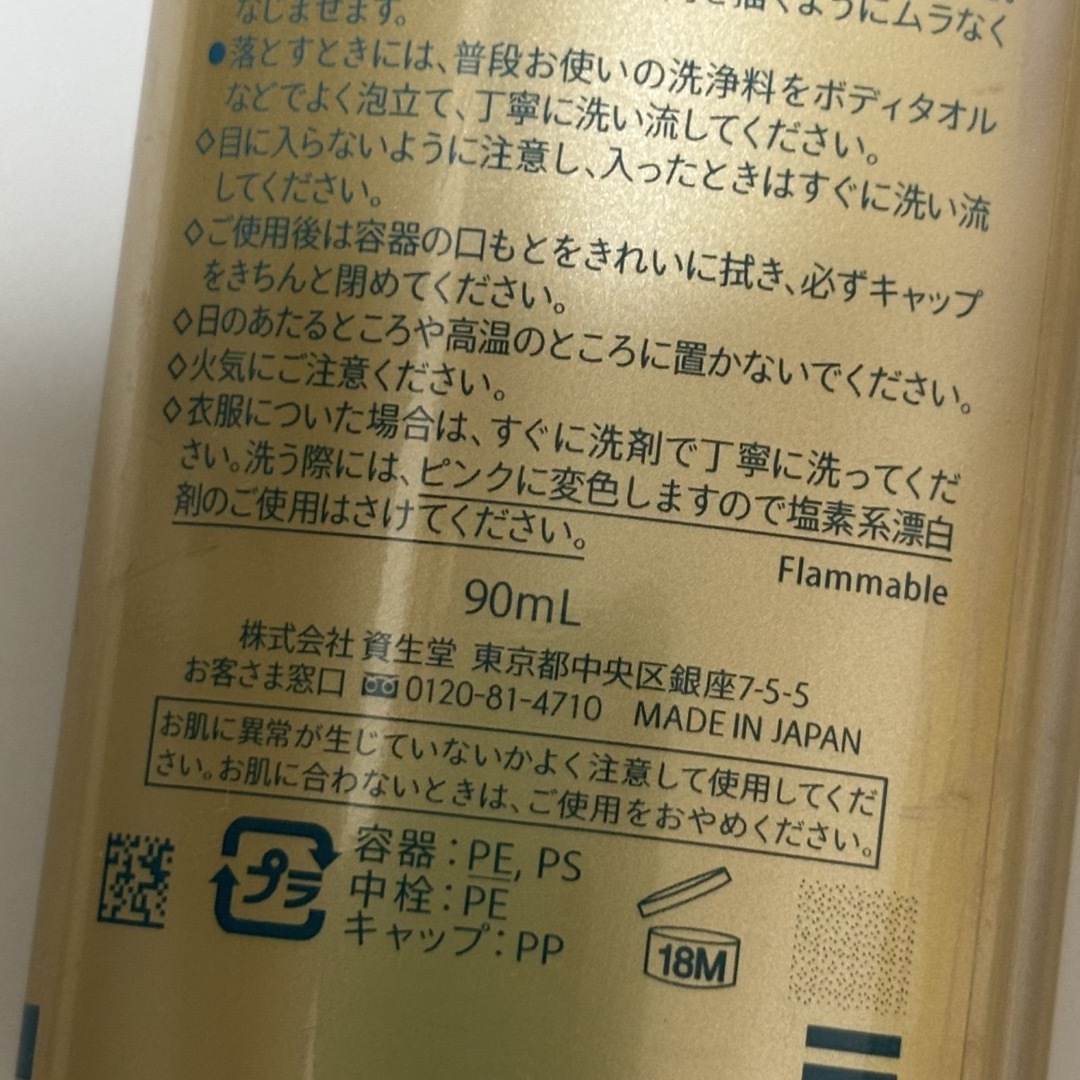 くようにムラなく
なじませます。
●落とすときには、普段お使いの洗浄料をボディタオル
などでよく泡立て、丁寧に洗い流してください。
◇目に入らないように注意し、入ったときはすぐに洗い流
してください。
◇ご使用後は容器の口もとをきれいに拭き、必ずキャップ
をきちんと閉めてください。
◇日のあたるところや高温のところに置かないでください。
◇火気にご注意ください。
◇衣服についた場合は、すぐに洗剤で丁寧に洗ってくだ
さい。洗う際には、ピンクに変色しますので塩素系漂白
剤のご使用はさけてください。
Flammable
90mL
株式会社 資生堂 東京都中央区銀座7-5-5
お客さま窓口 0120-81-4710 MADE IN JAPAN
お肌に異常が生じていないかよく注意して使用してくだ
さい。お肌に合わないときは、ご使用をおやめください。
プラ
容器：PE, PS
中栓：PE
キャップ：PP
18M